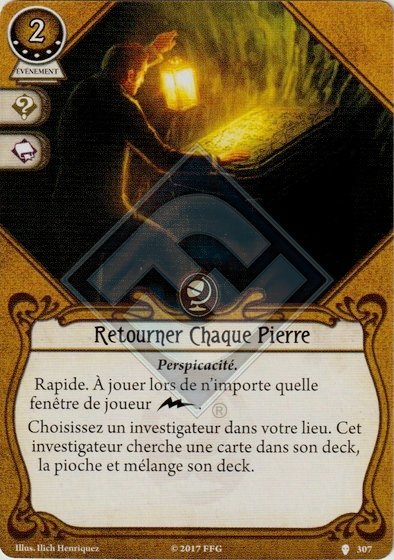 2
ÉVÉNEMENT
?
Retourner Chaque Pierre
Perspicacité.
Rapide. À jouer lors de n'importe quelle
fenêtre de joueur .
®
Choisissez un investigateur dans votre lieu. Cet
investigateur cherche une carte dans son deck,
la pioche et mélange son deck.
Illus. Ilich Henriquez
© 2017 FFG
307